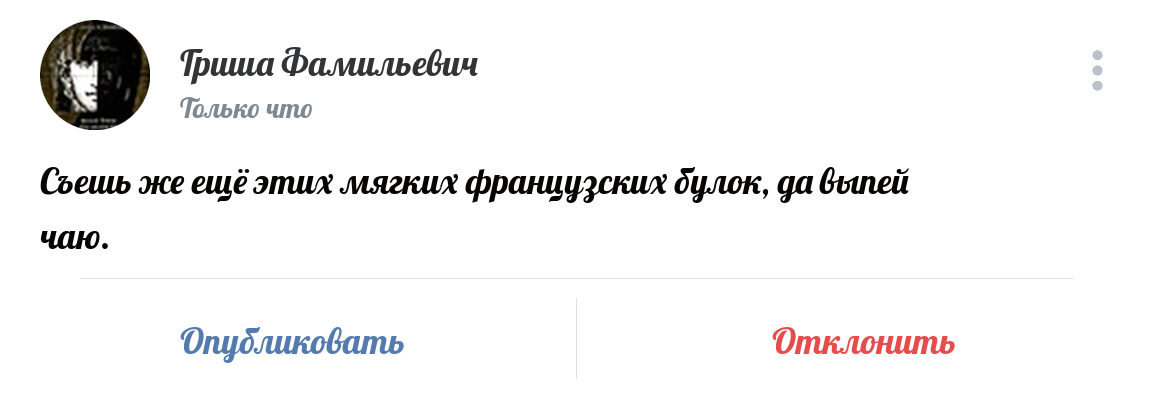 Гриша Фамильевич
Только что
Съешь же ещё этих мягких французских булок, да выпей
чаю.
Опубликовать
Отклонить